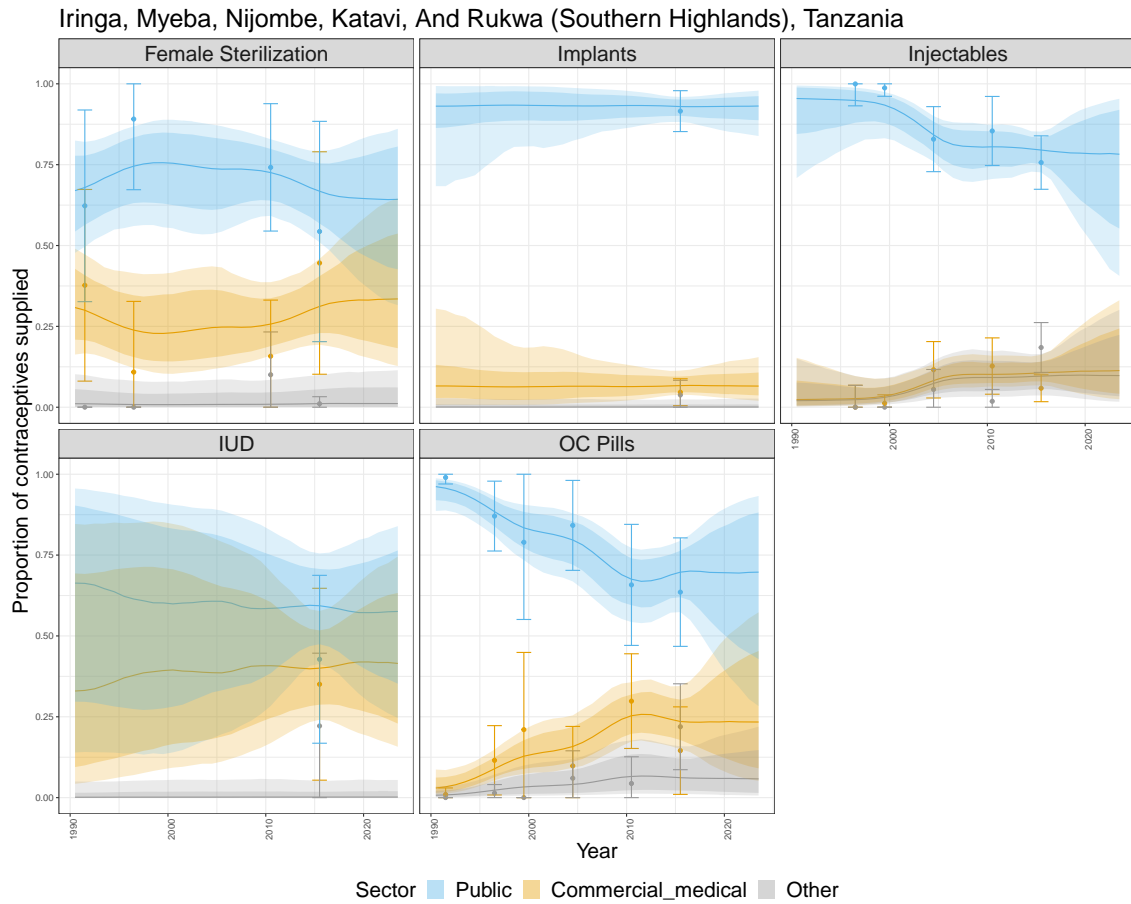 Iringa, Myeba, Nijombe, Katavi, And Rukwa (Southern Highlands), Tanzania
Female Sterilization
Implants
Injectables
1.00
0.75
0.50
0.25
0.00
1990
2000
2010
2020
IUD
OC Pills
1.00
0.75
0.50
0.25
0.00
1990
2000
2010
2020
1990
2000
2010
2020
Proportion of contraceptives supplied
Year
Sector Public Commercial_medical Other